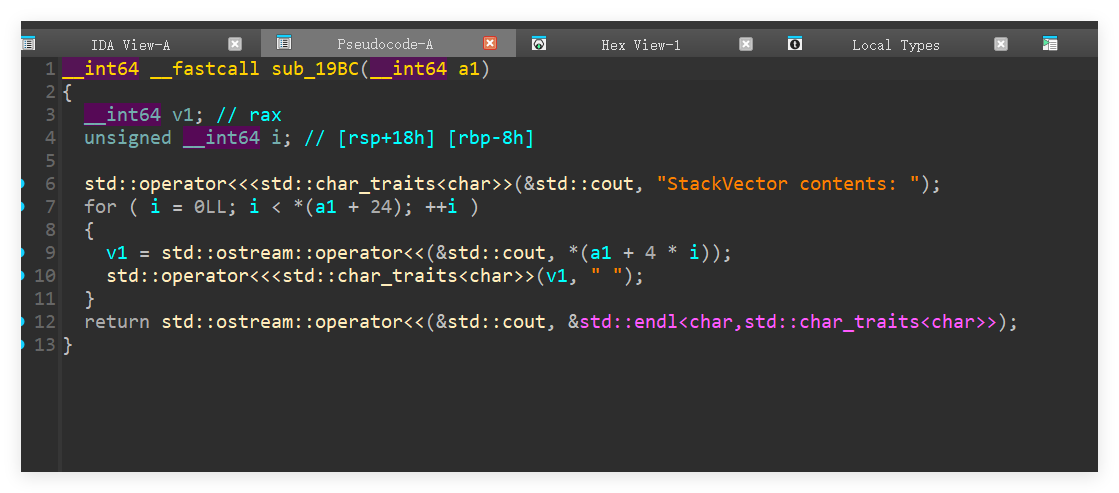 IDA View-A Pseudocode-A Hex View-1 Local Types
1 __int64 __fastcall sub_19BC(__int64 a1)
2 {
3   __int64 v1; // rax
4   unsigned __int64 i; // [rsp+18h] [rbp-8h]
5
6   std::operator<<<std::char_traits<char>>(&std::cout, "StackVector contents: ");
7   for ( i = 0LL; i < *(a1 + 24); ++i )
8   {
9     v1 = std::ostream::operator<<(&std::cout, *(a1 + 4 * i));
10     std::operator<<<std::char_traits<char>>(v1, " ");
11   }
12   return std::ostream::operator<<(&std::cout, &std::endl<char,std::char_traits<char>>);
13 }